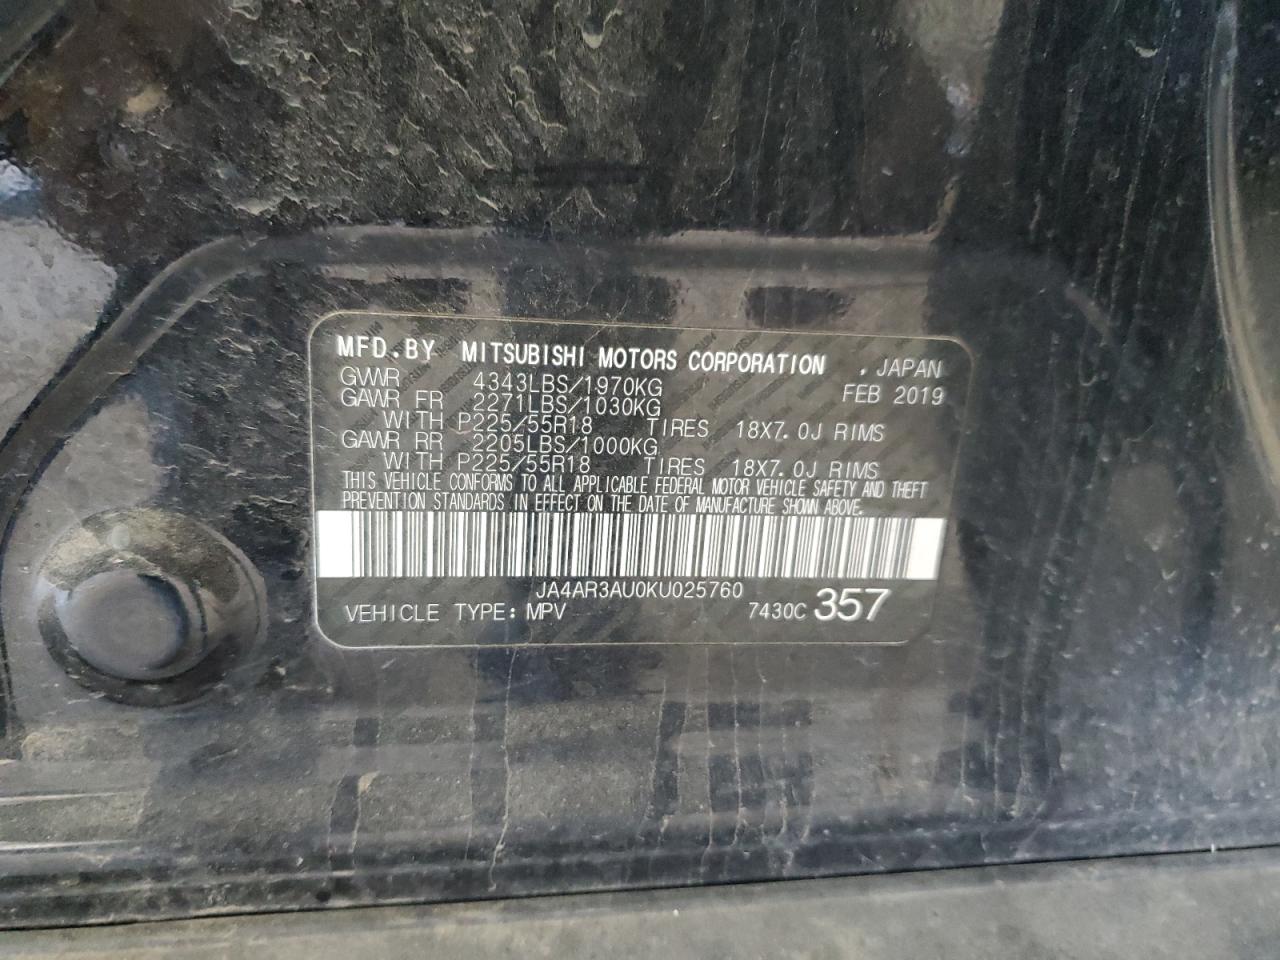 MFD.BY MITSUBISHI MOTORS CORPORATION , JAPAN
GVWR 4343LBS/1970KG FEB 2019
GAWR FR 2271LBS/1030KG
WITH P225/55R18 TIRES 18X7.0J RIMS
GAWR RR 2205LBS/1000KG
WITH P225/55R18 TIRES 18X7.0J RIMS
THIS VEHICLE CONFORMS TO ALL APPLICABLE FEDERAL MOTOR VEHICLE SAFETY AND THEFT
PREVENTION STANDARDS IN EFFECT ON THE DATE OF MANUFACTURE SHOWN ABOVE.
JA4AR3AU0KU025760
VEHICLE TYPE: MPV 7430C 357